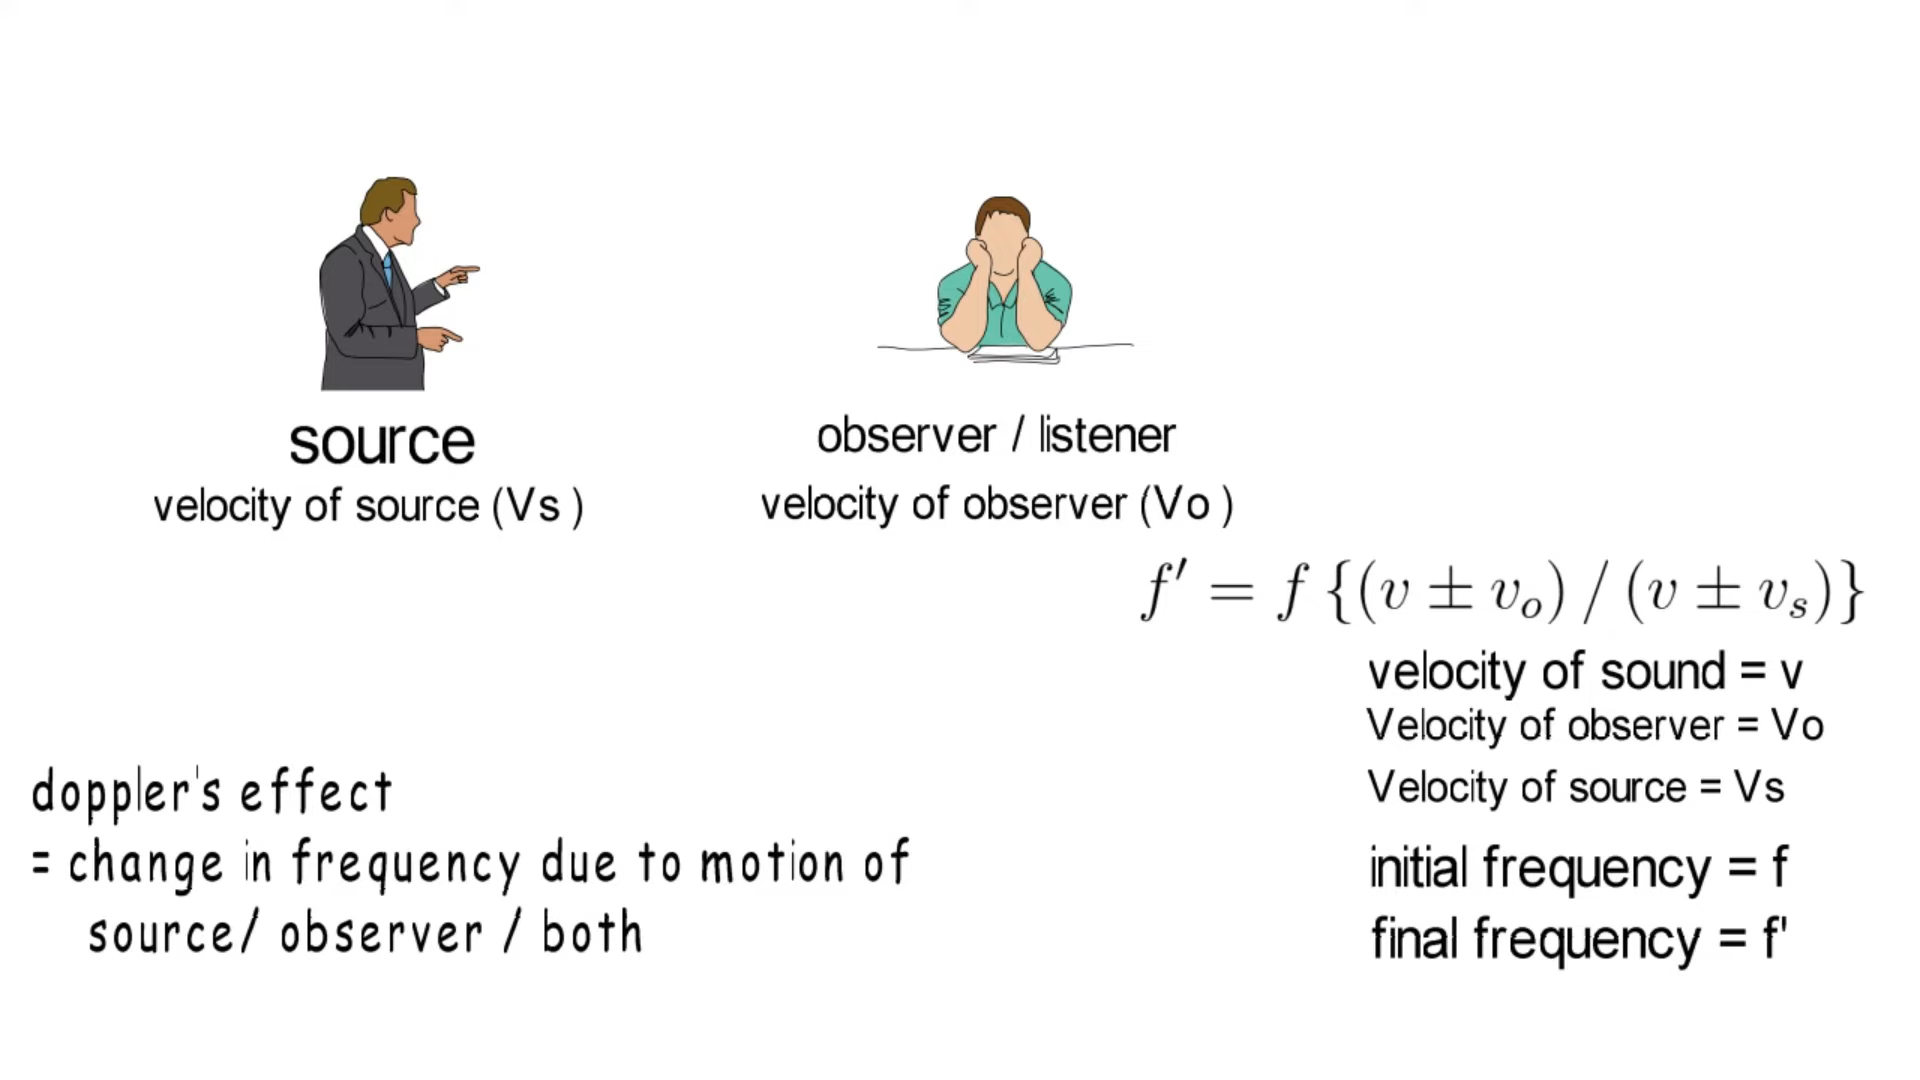 source
velocity of source (Vs )
observer / listener
velocity of observer (Vo )
f′ = f {(v ± v₀) / (v ± vₛ)}
velocity of sound = v
Velocity of observer = Vo
Velocity of source = Vs
initial frequency = f
final frequency = f'
doppler's effect
= change in frequency due to motion of
source/ observer / both